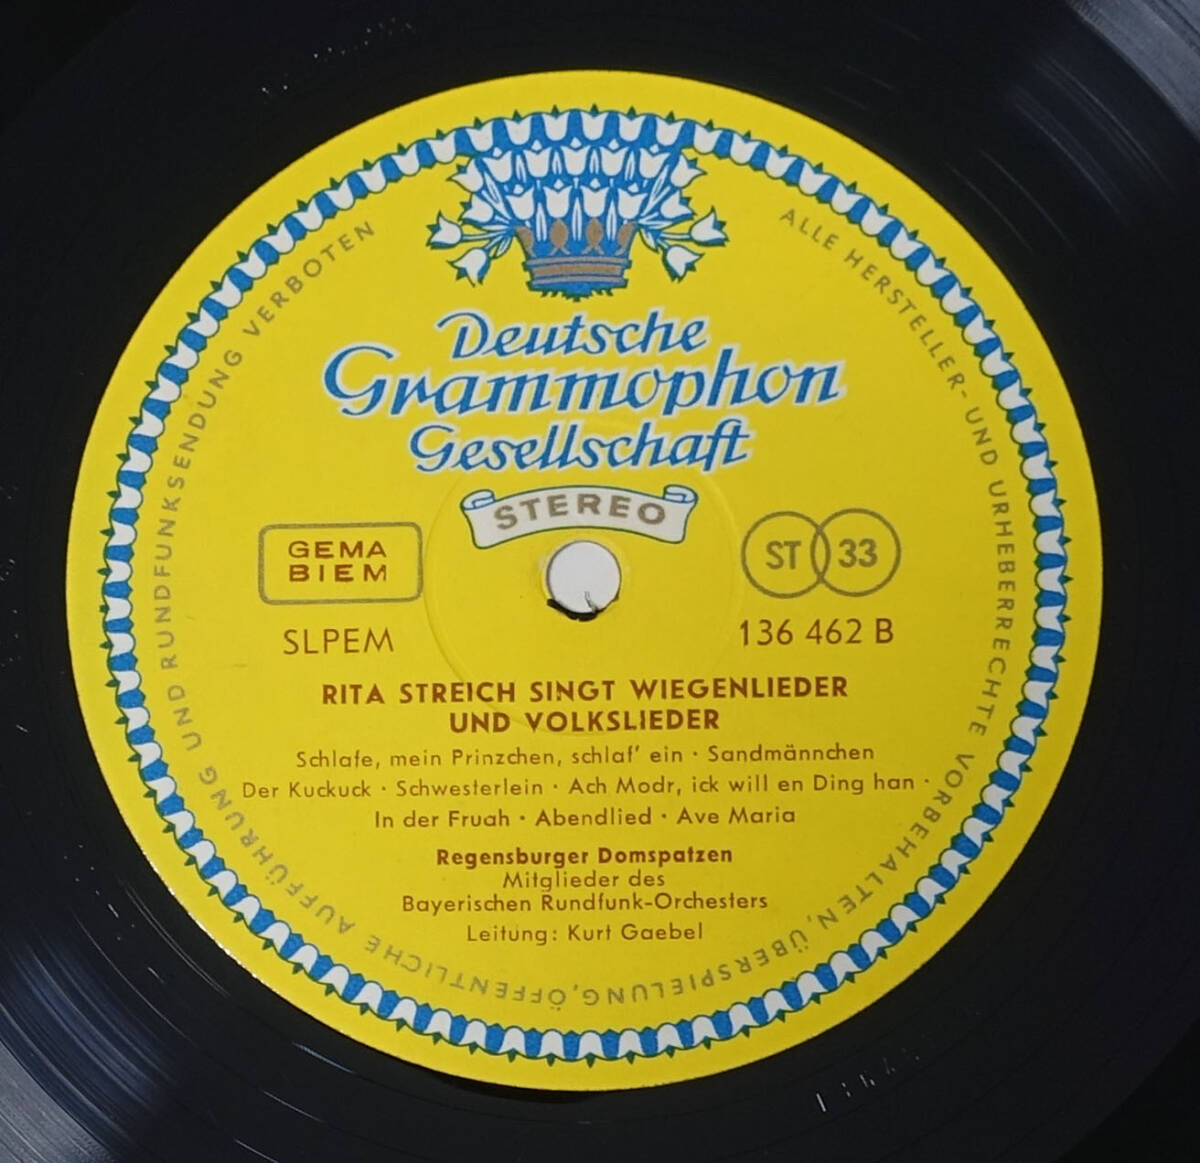 Deutsche
Grammophon
Gesellschaft
STEREO
GEMA
BIEM
ST 33
SLPEM
136 462 B
RITA STREICH SINGT WIEGENLIEDER
UND VOLKSLIEDER
Schlafe, mein Prinzchen, schlaf' ein · Sandmännchen
Der Kuckuck · Schwesterlein · Ach Modr, ick will en Ding han ·
In der Fruah · Abendlied · Ave Maria
Regensburger Domspatzen
Mitglieder des
Bayerischen Rundfunk-Orchesters
Leitung: Kurt Gaebel
ALLE HERSTELLER- UND URHEBERRECHTE VORBEHALTEN, ÜBERSPIELUNG, ÖFFENTLICHE AUFFÜHRUNG UND RUNDFUNKSENDUNG VERBOTEN